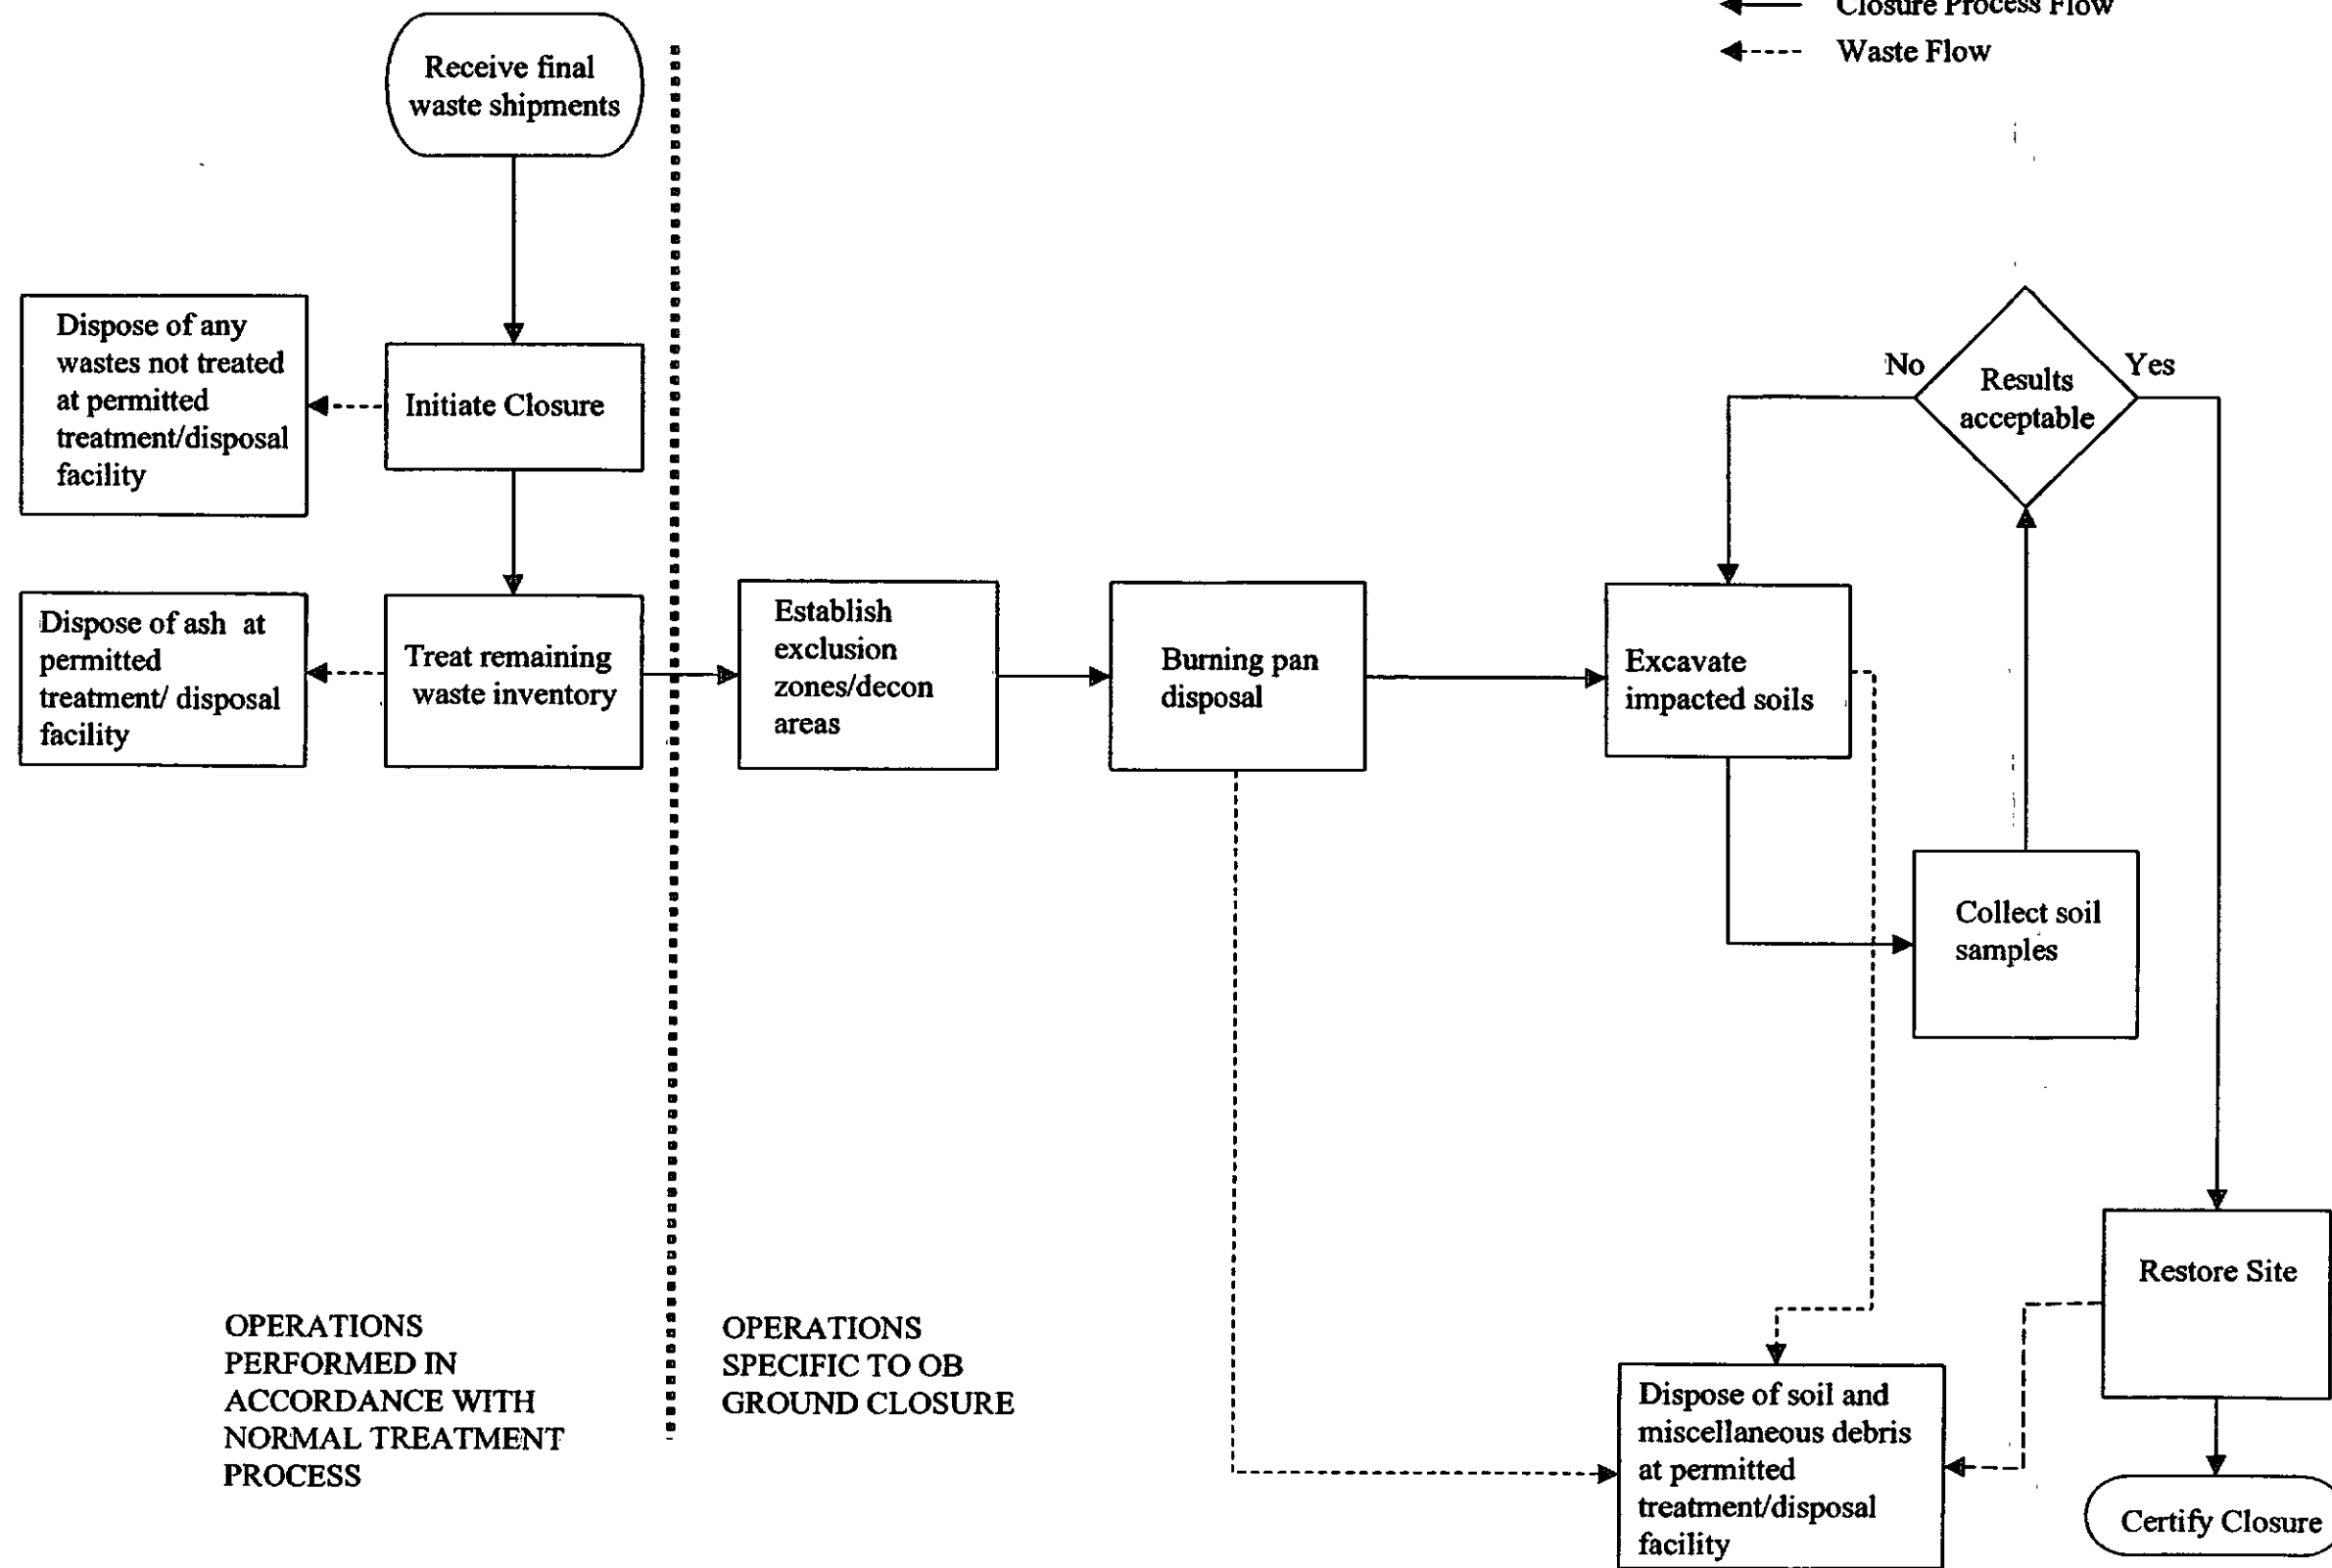 Closure Process Flow
Waste Flow
Receive final
waste shipments
Dispose of any
wastes not treated
at permitted
treatment/disposal
facility
Initiate Closure
No
Results
acceptable
Yes
Dispose of ash at
permitted
treatment/ disposal
facility
Treat remaining
waste inventory
Establish
exclusion
zones/decon
areas
Burning pan
disposal
Excavate
impacted soils
Collect soil
samples
Restore Site
OPERATIONS
PERFORMED IN
ACCORDANCE WITH
NORMAL TREATMENT
PROCESS
OPERATIONS
SPECIFIC TO OB
GROUND CLOSURE
Dispose of soil and
miscellaneous debris
at permitted
treatment/disposal
facility
Certify Closure